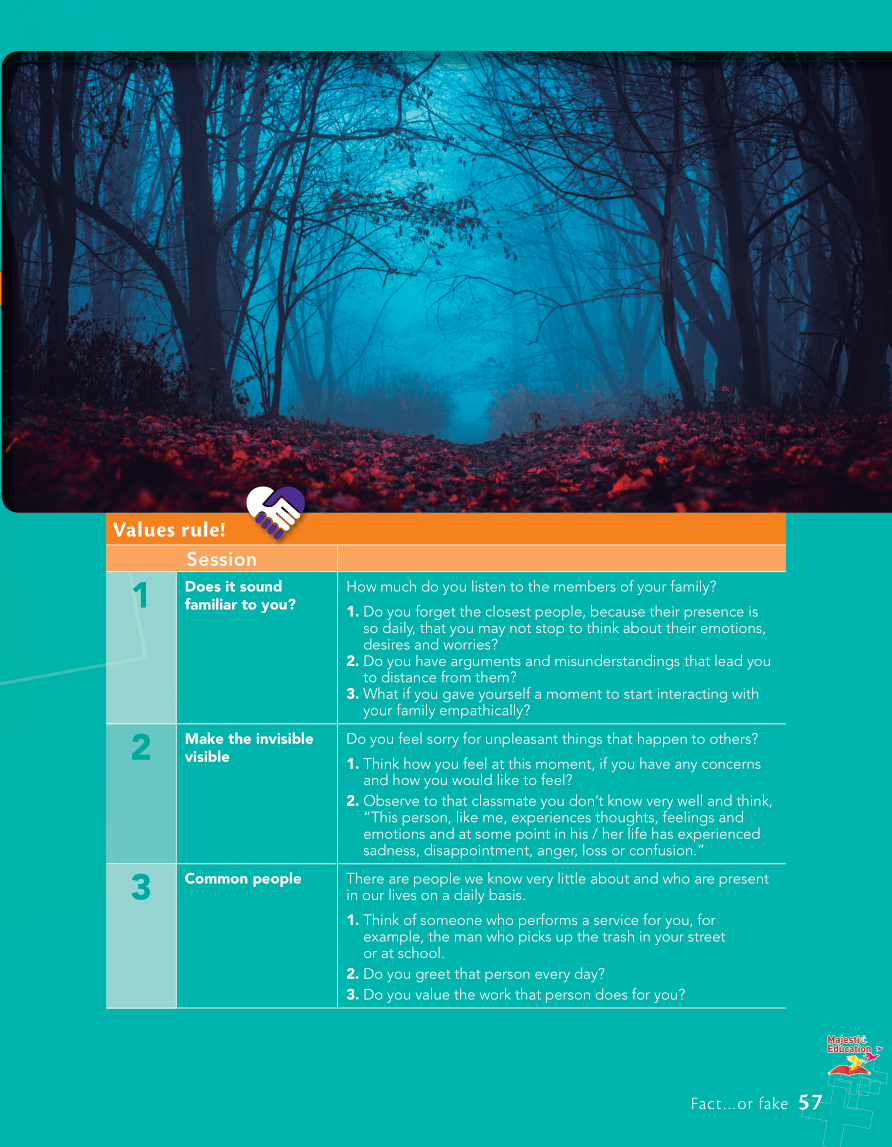 Values rule!
Session
1
Does it sound
familiar to you?
How much do you listen to the members of your family?
1. Do you forget the closest people, because their presence is
so daily, that you may not stop to think about their emotions,
desires and worries?
2. Do you have arguments and misunderstandings that lead you
to distance from them?
3. What if you gave yourself a moment to start interacting with
your family empathically?
2
Make the invisible
visible
Do you feel sorry for unpleasant things that happen to others?
1. Think how you feel at this moment, if you have any concerns
and how you would like to feel?
2. Observe to that classmate you don’t know very well and think,
“This person, like me, experiences thoughts, feelings and
emotions and at some point in his / her life has experienced
sadness, disappointment, anger, loss or confusion.”
3
Common people
There are people we know very little about and who are present
in our lives on a daily basis.
1. Think of someone who performs a service for you, for
example, the man who picks up the trash in your street
or at school.
2. Do you greet that person every day?
3. Do you value the work that person does for you?
Majestic
Education
Fact...or fake 57